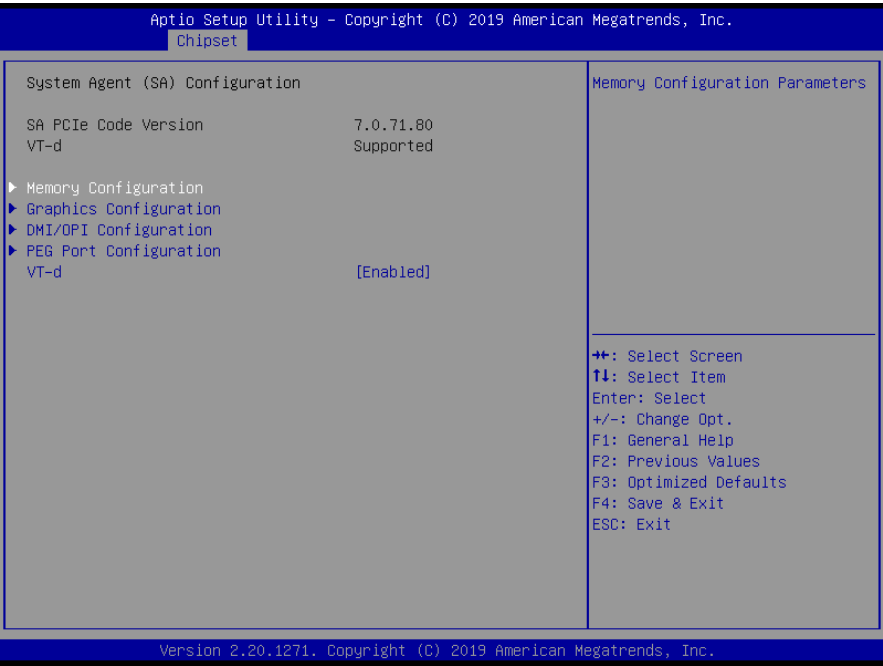 Aptio Setup Utility – Copyright (C) 2019 American Megatrends, Inc.
Chipset
System Agent (SA) Configuration
SA PCIe Code Version 7.0.71.80
VT-d Supported
▶ Memory Configuration
▶ Graphics Configuration
▶ DMI/OPI Configuration
▶ PEG Port Configuration
VT-d [Enabled]
Memory Configuration Parameters
→←: Select Screen
↑↓: Select Item
Enter: Select
+/-: Change Opt.
F1: General Help
F2: Previous Values
F3: Optimized Defaults
F4: Save & Exit
ESC: Exit
Version 2.20.1271. Copyright (C) 2019 American Megatrends, Inc.